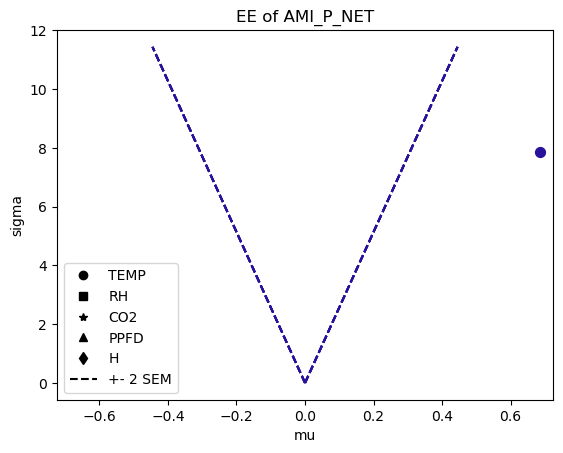 EE of AMI_P_NET
12
10
8
6
4
2
0
sigma
TEMP
RH
CO2
PPFD
H
+- 2 SEM
−0.6 −0.4 −0.2 0.0 0.2 0.4 0.6
mu